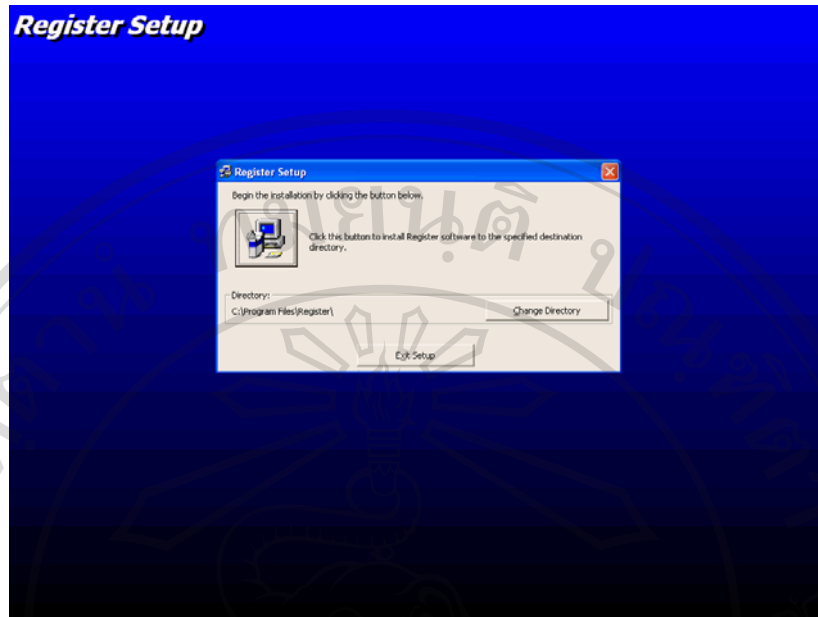 Register Setup
Register Setup
Begin the installation by clicking the button below.
Click this button to install Register software to the specified destination
directory.
Directory:
C:\Program Files\Register\
Change Directory
Exit Setup